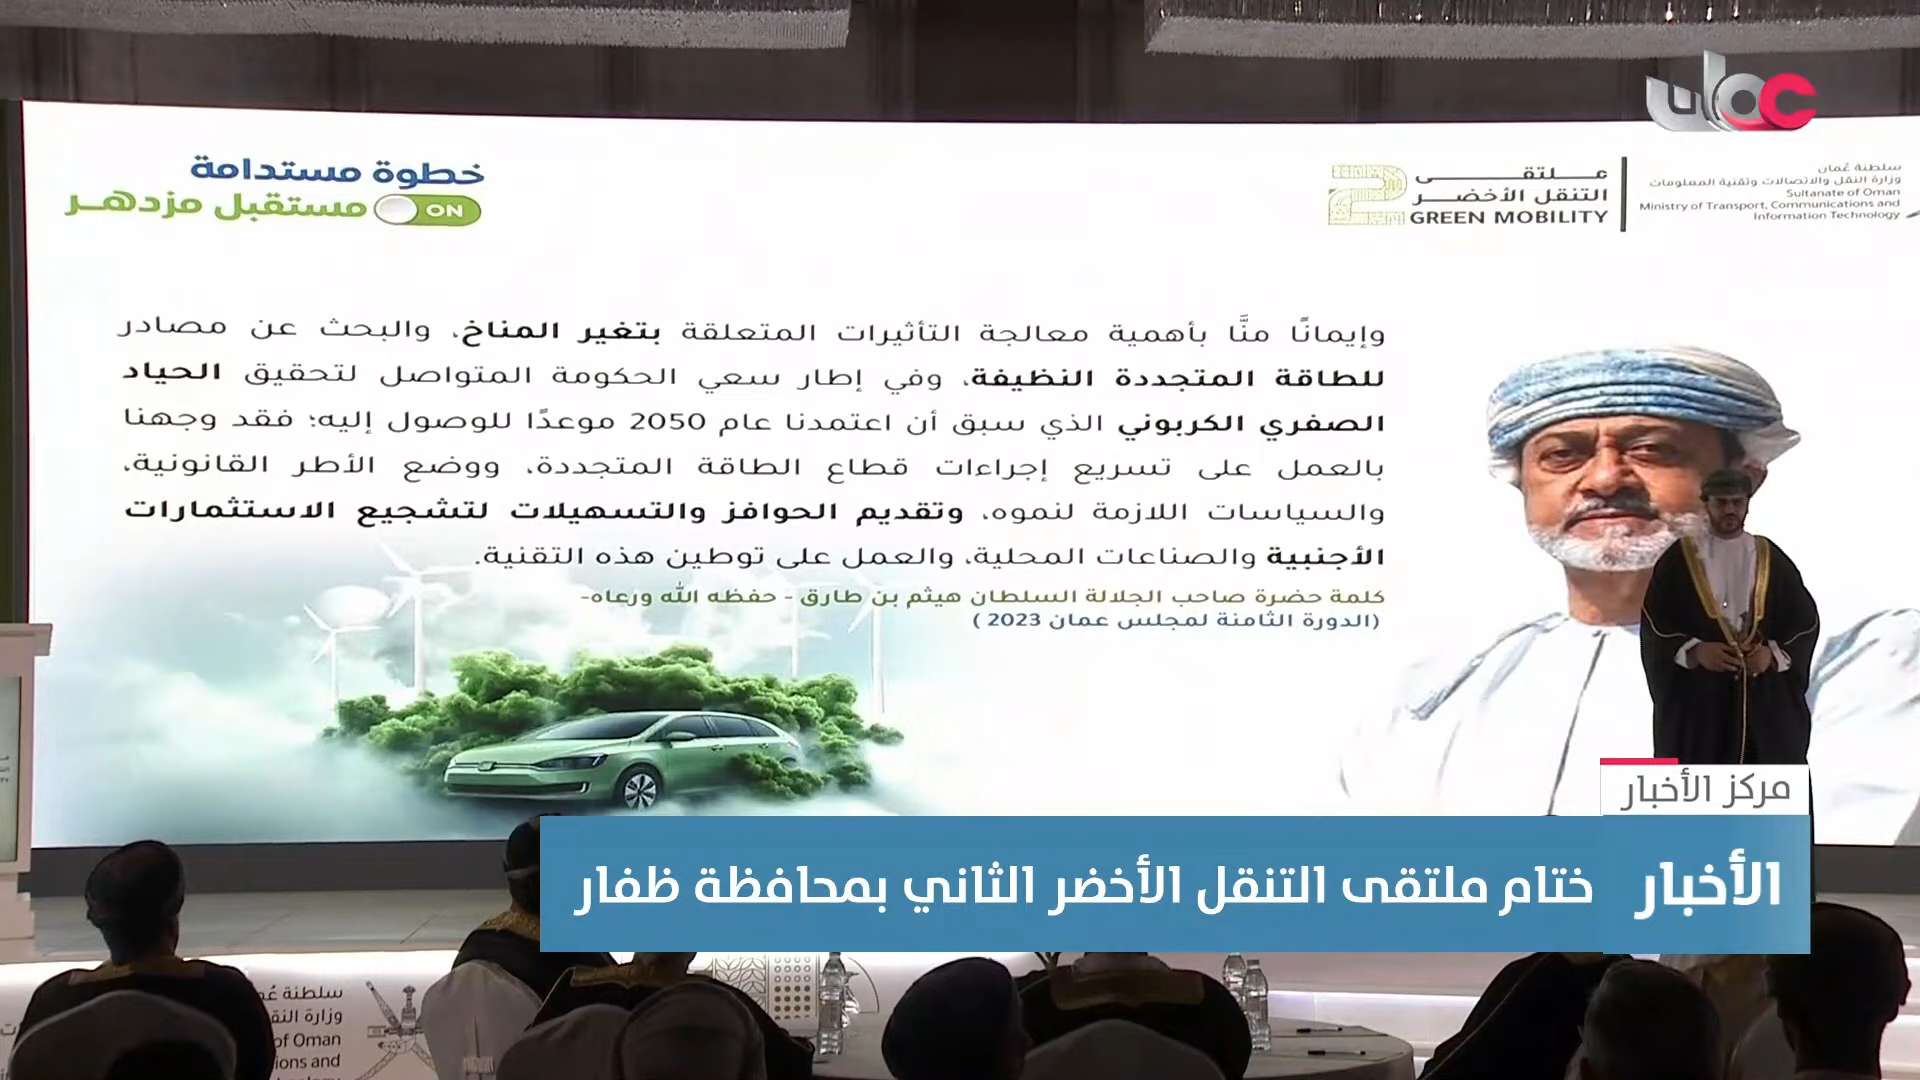 خطوة مستدامة
مستقبل مزدهر ON
ملتقى
التنقل الأخضر
GREEN MOBILITY
2
سلطنة عُمان
وزارة النقل والاتصالات وتقنية المعلومات
Sultanate of Oman
Ministry of Transport, Communications and
Information Technology
وإيمانًا منَّا بأهمية معالجة التأثيرات المتعلقة بتغير المناخ، والبحث عن مصادر
للطاقة المتجددة النظيفة، وفي إطار سعي الحكومة المتواصل لتحقيق الحياد
الصفري الكربوني الذي سبق أن اعتمدنا عام 2050 موعدًا للوصول إليه؛ فقد وجهنا
بالعمل على تسريع إجراءات قطاع الطاقة المتجددة، ووضع الأطر القانونية،
والسياسات اللازمة لنموه، وتقديم الحوافز والتسهيلات لتشجيع الاستثمارات
الأجنبية والصناعات المحلية، والعمل على توطين هذه التقنية.
كلمة حضرة صاحب الجلالة السلطان هيثم بن طارق - حفظه الله ورعاه-
(الدورة الثامنة لمجلس عمان 2023 )
مركز الأخبار
الأخبار
ختام ملتقى التنقل الأخضر الثاني بمحافظة ظفار
سلطنة
وزارة
of Oman
ions and